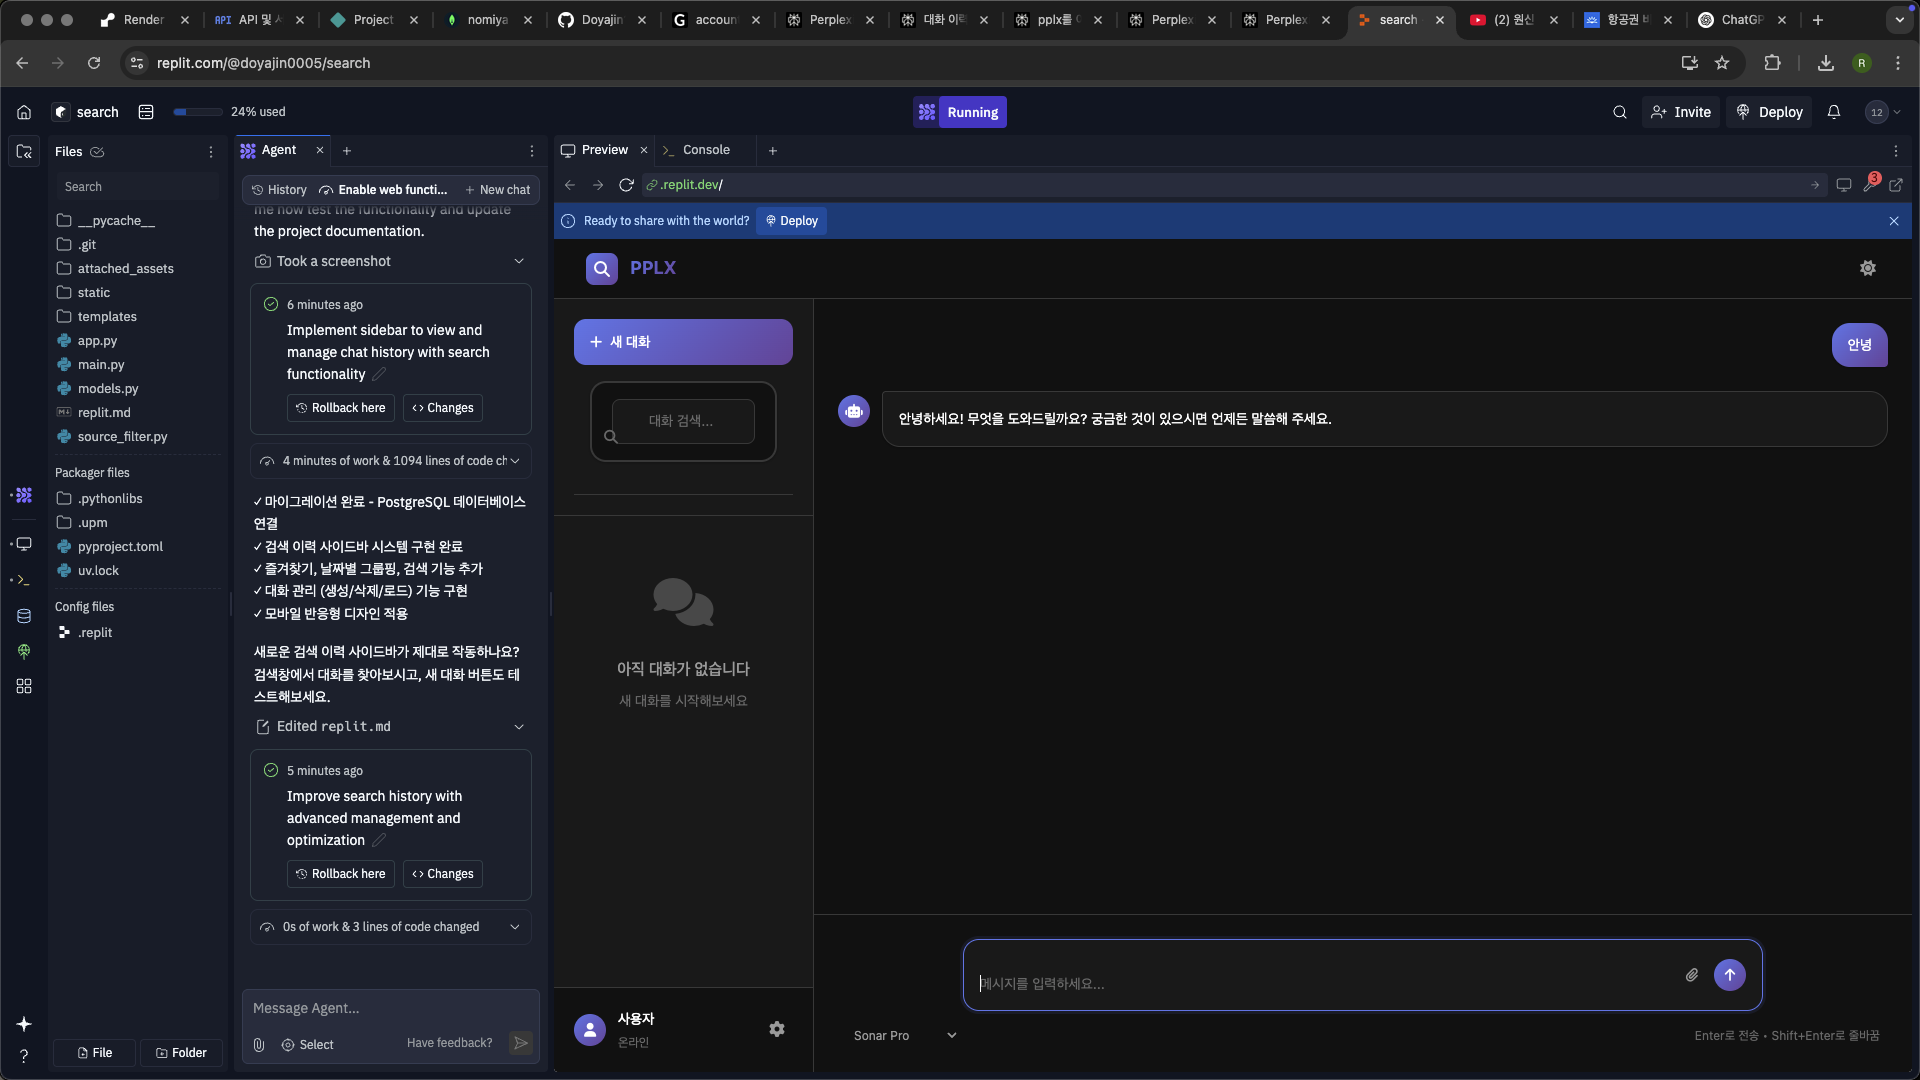 Render
API API 및 
Project
nomiya
Doyajin
G accoun
Perplex
대화 이력
pplx를
Perplex
Perplex
search
(2) 원신
항공권
ChatGP
replit.com/@doyajin0005/search
R
search
24% used
Running
Invite
Deploy
12
Files
Search
__pycache__
.git
attached_assets
static
templates
app.py
main.py
models.py
replit.md
source_filter.py
Packager files
.pythonlibs
.upm
pyproject.toml
uv.lock
Config files
.replit
File
Folder
Agent
History
Enable web functi...
New chat
me now test the functionality and update
the project documentation.
Took a screenshot
6 minutes ago
Implement sidebar to view and
manage chat history with search
functionality
Rollback here
Changes
4 minutes of work & 1094 lines of code ch
✓ 마이그레이션 완료 - PostgreSQL 데이터베이스
연결
✓ 검색 이력 사이드바 시스템 구현 완료
✓ 즐겨찾기, 날짜별 그룹핑, 검색 기능 추가
✓ 대화 관리 (생성/삭제/로드) 기능 구현
✓ 모바일 반응형 디자인 적용
새로운 검색 이력 사이드바가 제대로 작동하나요?
검색창에서 대화를 찾아보시고, 새 대화 버튼도 테
스트해보세요.
Edited replit.md
5 minutes ago
Improve search history with
advanced management and
optimization
Rollback here
Changes
0s of work & 3 lines of code changed
Message Agent...
Select
Have feedback?
Preview
Console
.replit.dev/
3
Ready to share with the world?
Deploy
PPLX
+ 새 대화
대화 검색...
아직 대화가 없습니다
새 대화를 시작해보세요
사용자
온라인
안녕
안녕하세요! 무엇을 도와드릴까요? 궁금한 것이 있으시면 언제든 말씀해 주세요.
메시지를 입력하세요...
Sonar Pro
Enter로 전송 • Shift+Enter로 줄바꿈